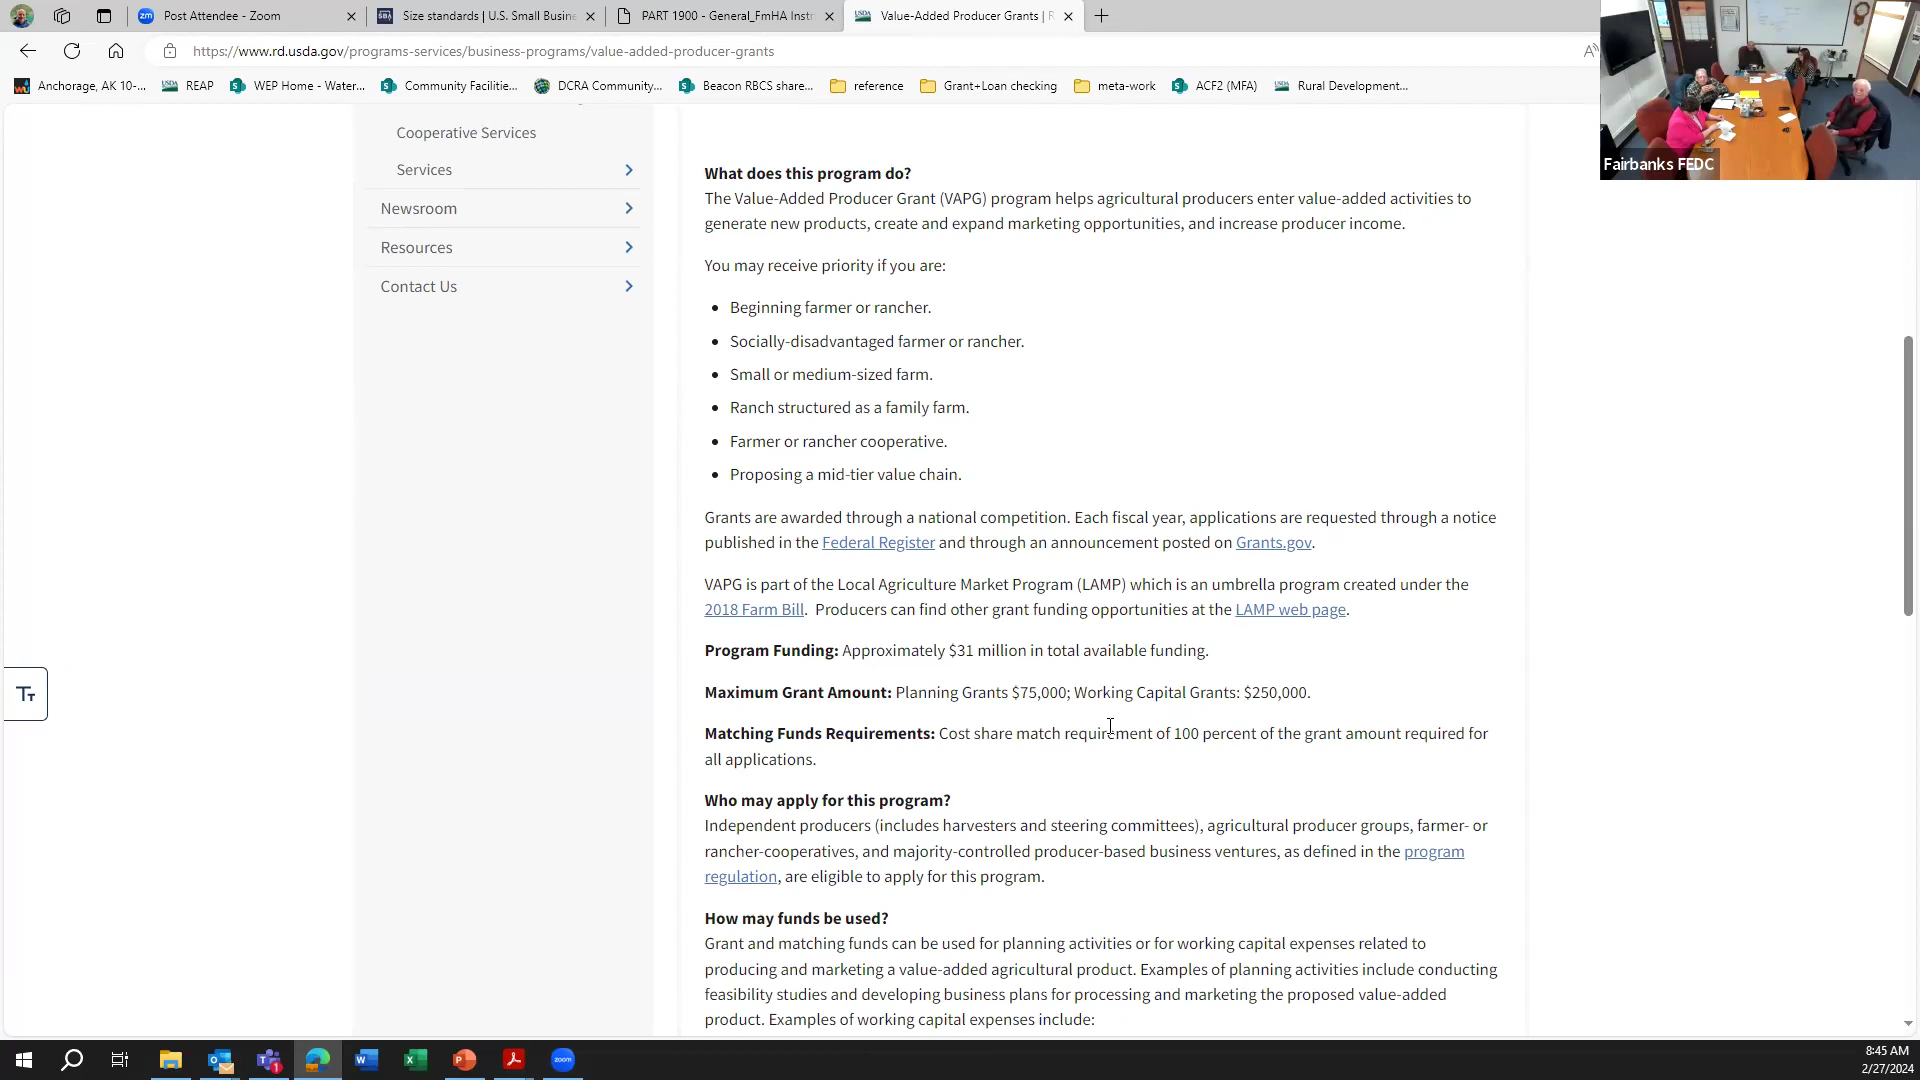 Post Attendee - Zoom
Size standards | U.S. Small Busine
PART 1900 - General_FmHA Inst
Value-Added Producer Grants | R
https://www.rd.usda.gov/programs-services/business-programs/value-added-producer-grants
Anchorage, AK 10-...
REAP
WEP Home - Water...
Community Facilitie...
DCRA Community...
Beacon RBCS share...
reference
Grant+Loan checking
meta-work
ACF2 (MFA)
Rural Development...
Fairbanks FEDC
Cooperative Services
Services
Newsroom
Resources
Contact Us
What does this program do?
The Value-Added Producer Grant (VAPG) program helps agricultural producers enter value-added activities to
generate new products, create and expand marketing opportunities, and increase producer income.
You may receive priority if you are:
• Beginning farmer or rancher.
• Socially-disadvantaged farmer or rancher.
• Small or medium-sized farm.
• Ranch structured as a family farm.
• Farmer or rancher cooperative.
• Proposing a mid-tier value chain.
Grants are awarded through a national competition. Each fiscal year, applications are requested through a notice
published in the Federal Register and through an announcement posted on Grants.gov.
VAPG is part of the Local Agriculture Market Program (LAMP) which is an umbrella program created under the
2018 Farm Bill. Producers can find other grant funding opportunities at the LAMP web page.
Program Funding: Approximately $31 million in total available funding.
Maximum Grant Amount: Planning Grants $75,000; Working Capital Grants: $250,000.
Matching Funds Requirements: Cost share match requirement of 100 percent of the grant amount required for
all applications.
Who may apply for this program?
Independent producers (includes harvesters and steering committees), agricultural producer groups, farmer- or
rancher-cooperatives, and majority-controlled producer-based business ventures, as defined in the program
regulation, are eligible to apply for this program.
How may funds be used?
Grant and matching funds can be used for planning activities or for working capital expenses related to
producing and marketing a value-added agricultural product. Examples of planning activities include conducting
feasibility studies and developing business plans for processing and marketing the proposed value-added
product. Examples of working capital expenses include:
8:45 AM
2/27/2024